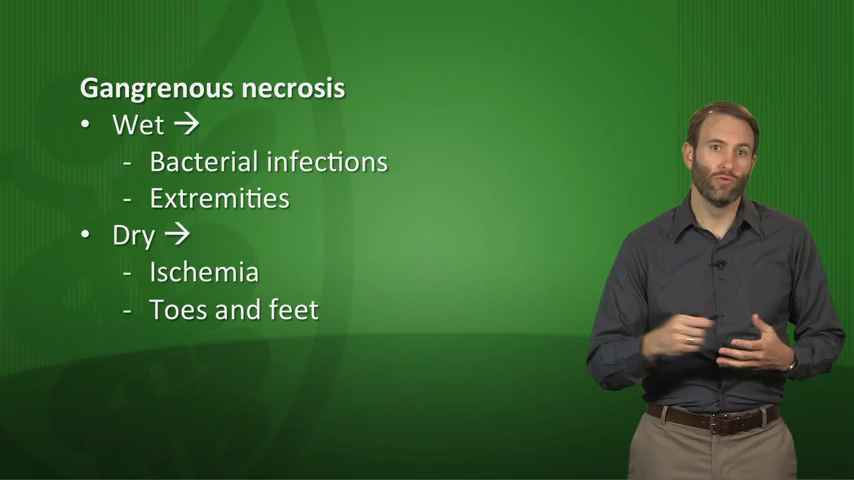 Gangrenous necrosis
• Wet →
- Bacterial infections
- Extremities
• Dry →
- Ischemia
- Toes and feet